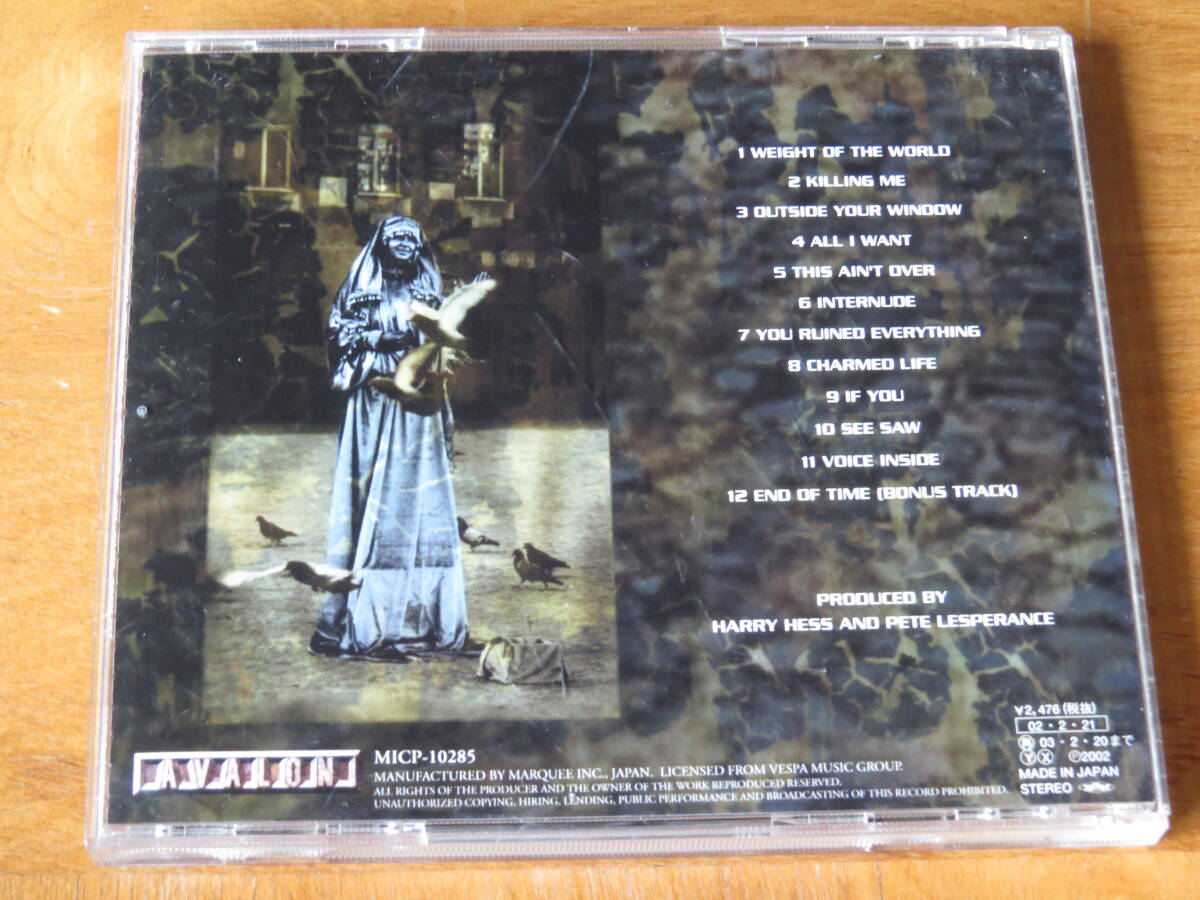 1 WEIGHT OF THE WORLD
2 KILLING ME
3 OUTSIDE YOUR WINDOW
4 ALL I WANT
5 THIS AIN'T OVER
6 INTERNUDE
7 YOU RUINED EVERYTHING
8 CHARMED LIFE
9 IF YOU
10 SEE SAW
11 VOICE INSIDE
12 END OF TIME (BONUS TRACK)
PRODUCED BY
HARRY HESS AND PETE LESPERANCE
¥2,476 (税抜)
02・2・21
再 03・2・20まで
Y X ℗2002
MADE IN JAPAN
STEREO
AVALON
MICP-10285
MANUFACTURED BY MARQUEE INC., JAPAN. LICENSED FROM VESPA MUSIC GROUP.
ALL RIGHTS OF THE PRODUCER AND THE OWNER OF THE WORK REPRODUCED RESERVED.
UNAUTHORIZED COPYING, HIRING, LENDING, PUBLIC PERFORMANCE AND BROADCASTING OF THIS RECORD PROHIBITED.